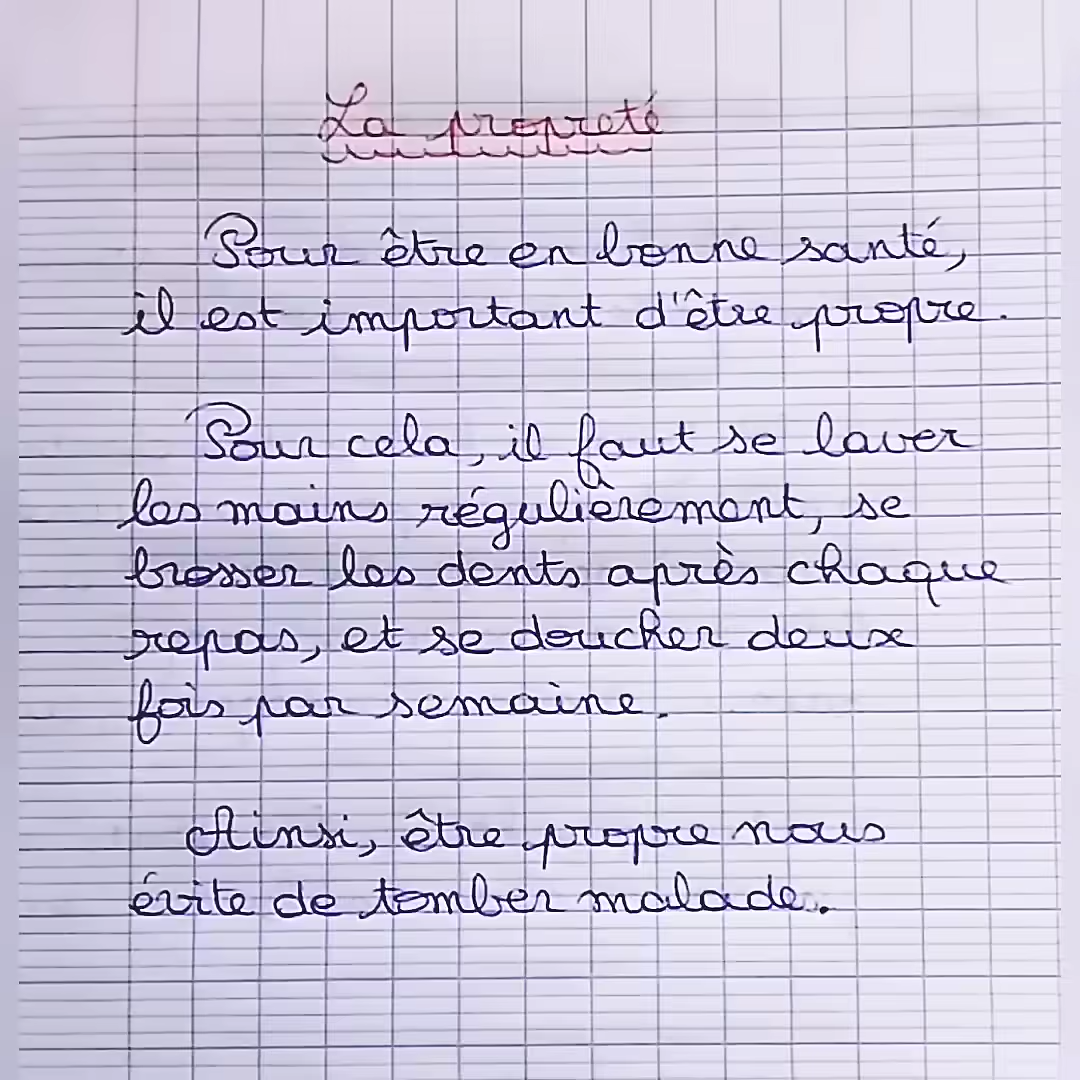 La propreté
Pour être en bonne santé,
il est important d'être propre.
Pour cela, il faut se laver
les mains régulièrement, se
brosser les dents après chaque
repas, et se doucher deux
fois par semaine.
Ainsi, être propre nous
évite de tomber malade.